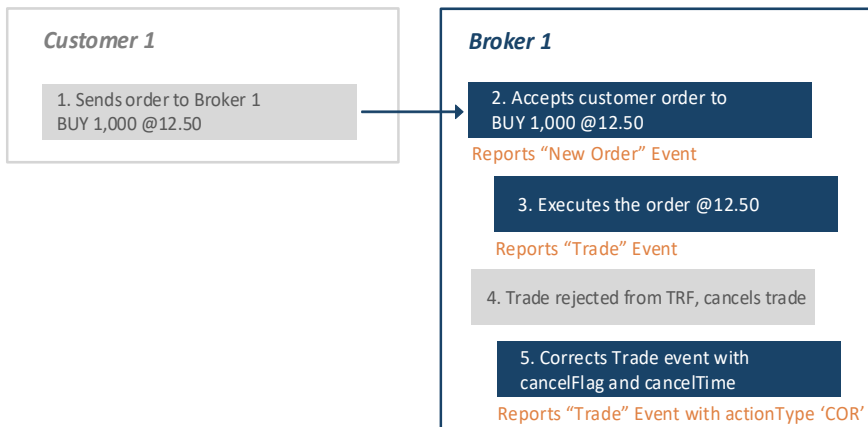 Customer 1
1. Sends order to Broker 1
BUY 1,000 @12.50
Broker 1
2. Accepts customer order to
BUY 1,000 @12.50
Reports “New Order” Event
3. Executes the order @12.50
Reports “Trade” Event
4. Trade rejected from TRF, cancels trade
5. Corrects Trade event with
cancelFlag and cancelTime
Reports “Trade” Event with actionType ‘COR’